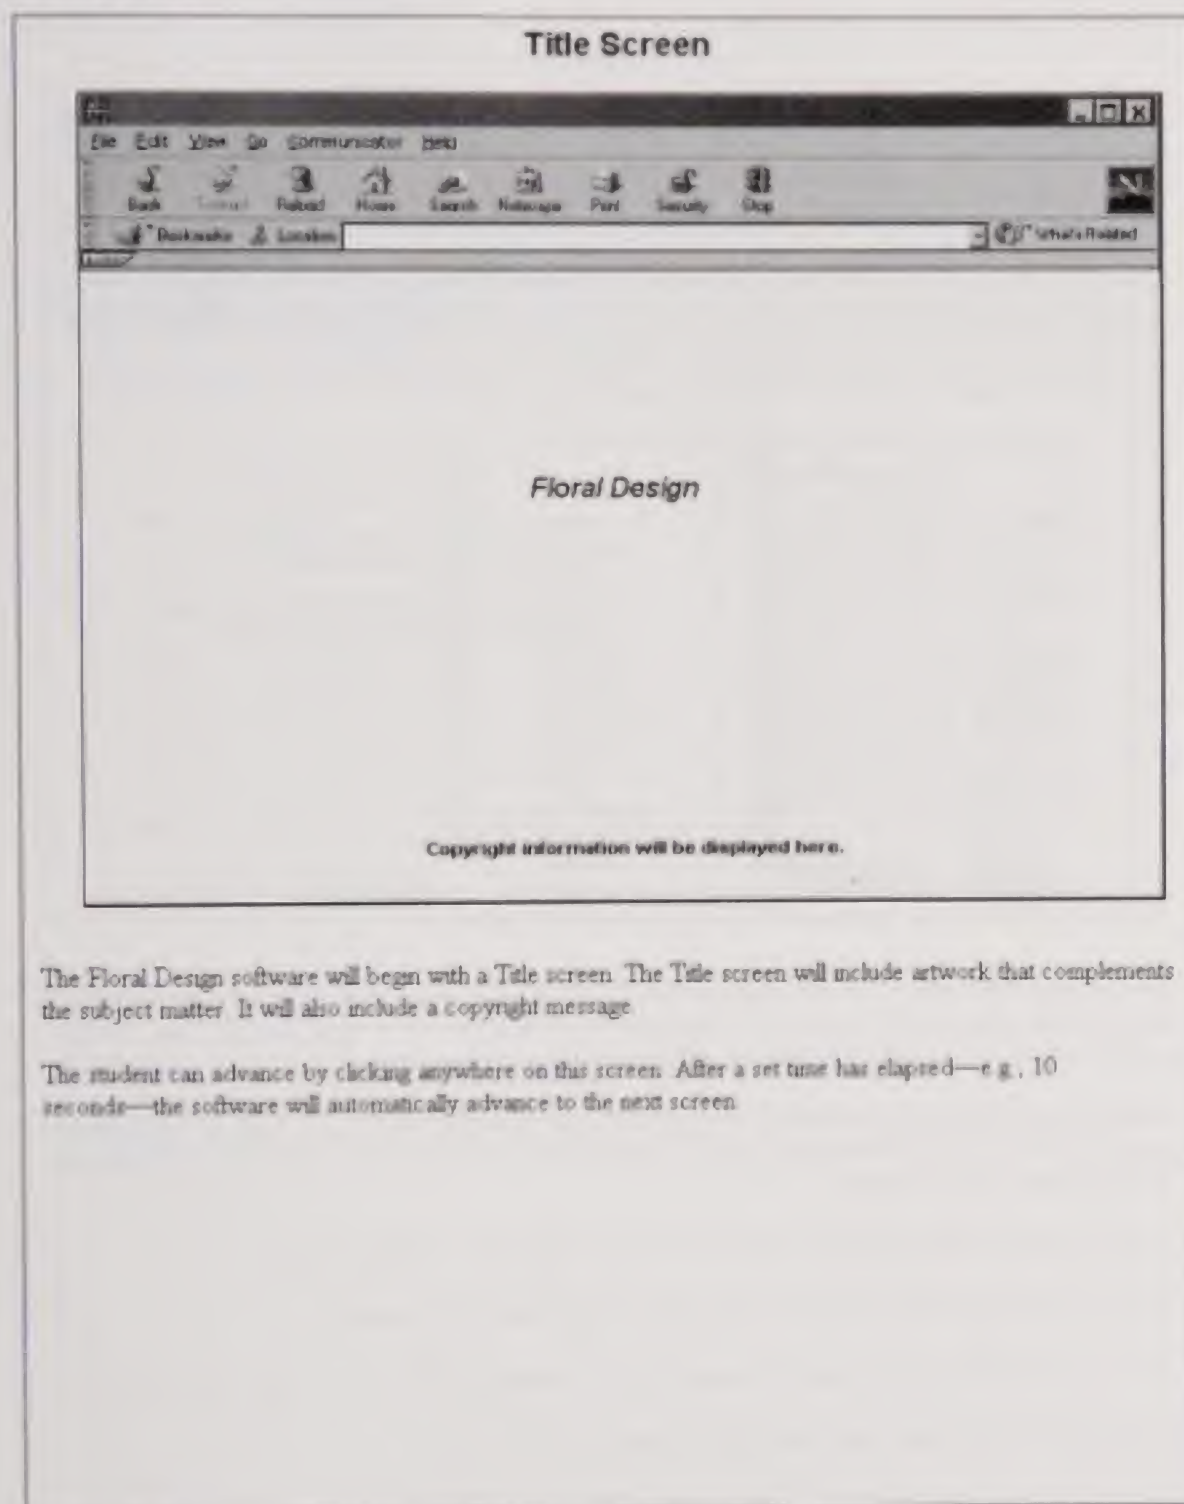 Title Screen
File Edit View Go Communicator Help
Back Forward Reload Home Search Netscape Print Security Stop
Bookmarks Location What's Related
Floral Design
Copyright information will be displayed here.
The Floral Design software will begin with a Title screen. The Title screen will include artwork that complements
the subject matter. It will also include a copyright message.
The student can advance by clicking anywhere on this screen. After a set time has elapsed—e.g., 10
seconds—the software will automatically advance to the next screen.